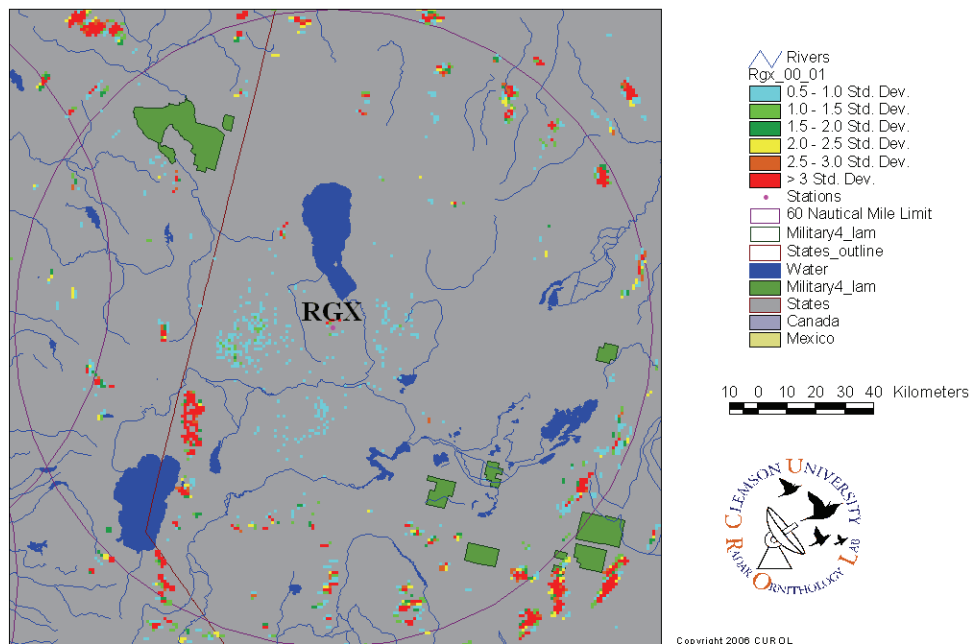 RGX
Rivers
Rgx_00_01
0.5 - 1.0 Std. Dev.
1.0 - 1.5 Std. Dev.
1.5 - 2.0 Std. Dev.
2.0 - 2.5 Std. Dev.
2.5 - 3.0 Std. Dev.
> 3 Std. Dev.
Stations
60 Nautical Mile Limit
Military4_lam
States_outline
Water
Military4_lam
States
Canada
Mexico
10 0 10 20 30 40 Kilometers
CLEMSON UNIVERSITY
RADAR ORNITHOLOGY LAB
Copyright 2006 CUROL